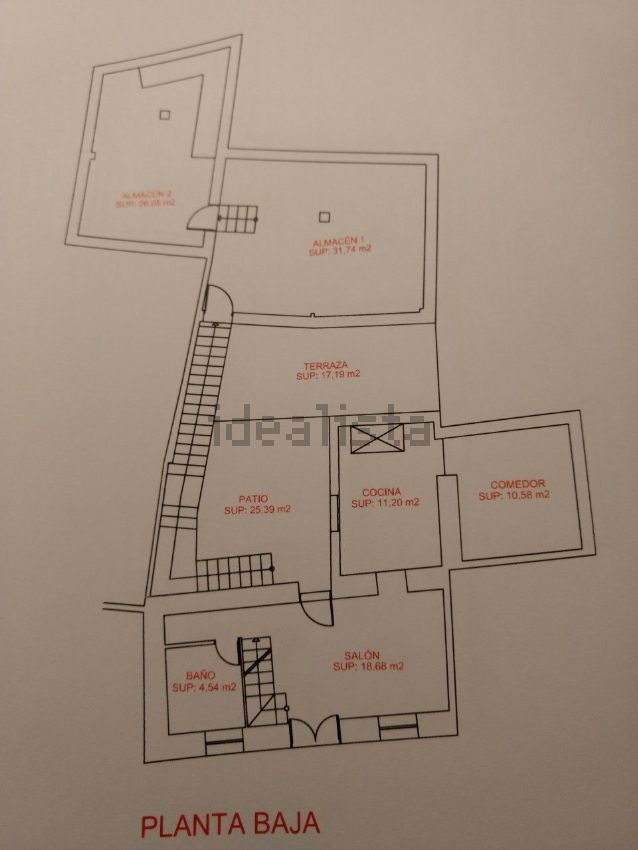 ALMACÉN 2
SUP: 26.05 m2
ALMACÉN 1
SUP: 31.74 m2
TERRAZA
SUP: 17,19 m2
idealista
PATIO
SUP: 25.39 m2
COCINA
SUP: 11,20 m2
COMEDOR
SUP: 10.58 m2
SALÓN
SUP: 18.68 m2
BAÑO
SUP: 4,54 m2
PLANTA BAJA